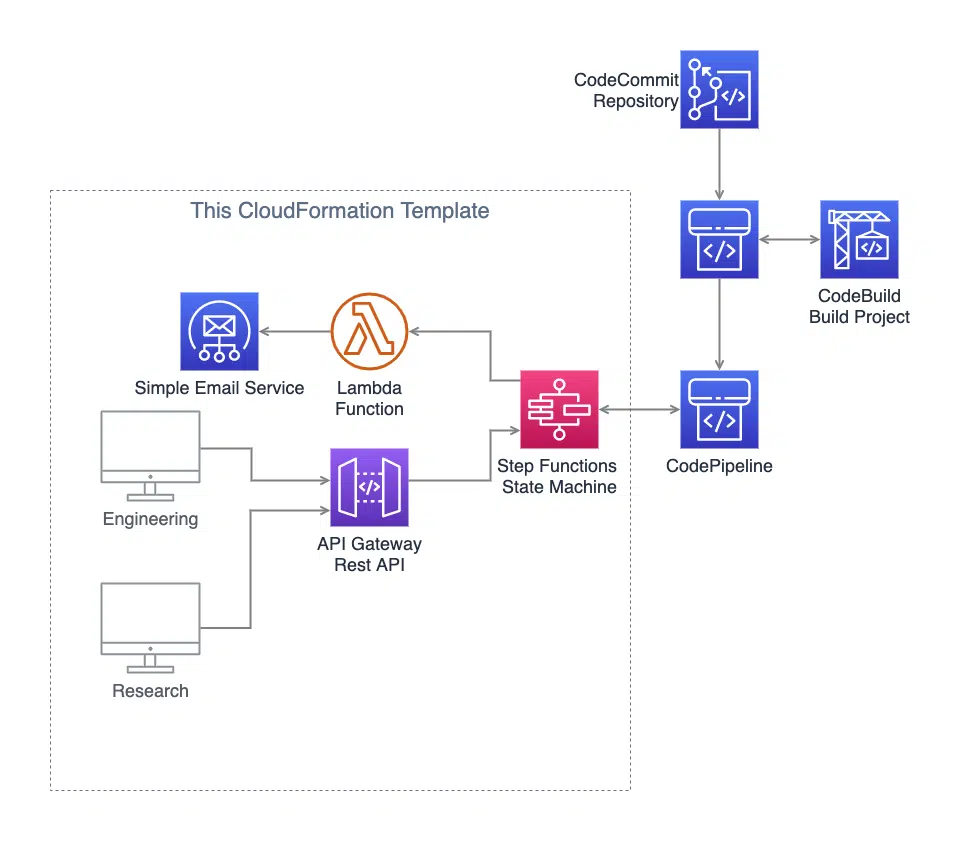 CodeCommit
Repository
This CloudFormation Template
CodeBuild
Build Project
Simple Email Service
Lambda
Function
Step Functions
State Machine
CodePipeline
Engineering
API Gateway
Rest API
Research